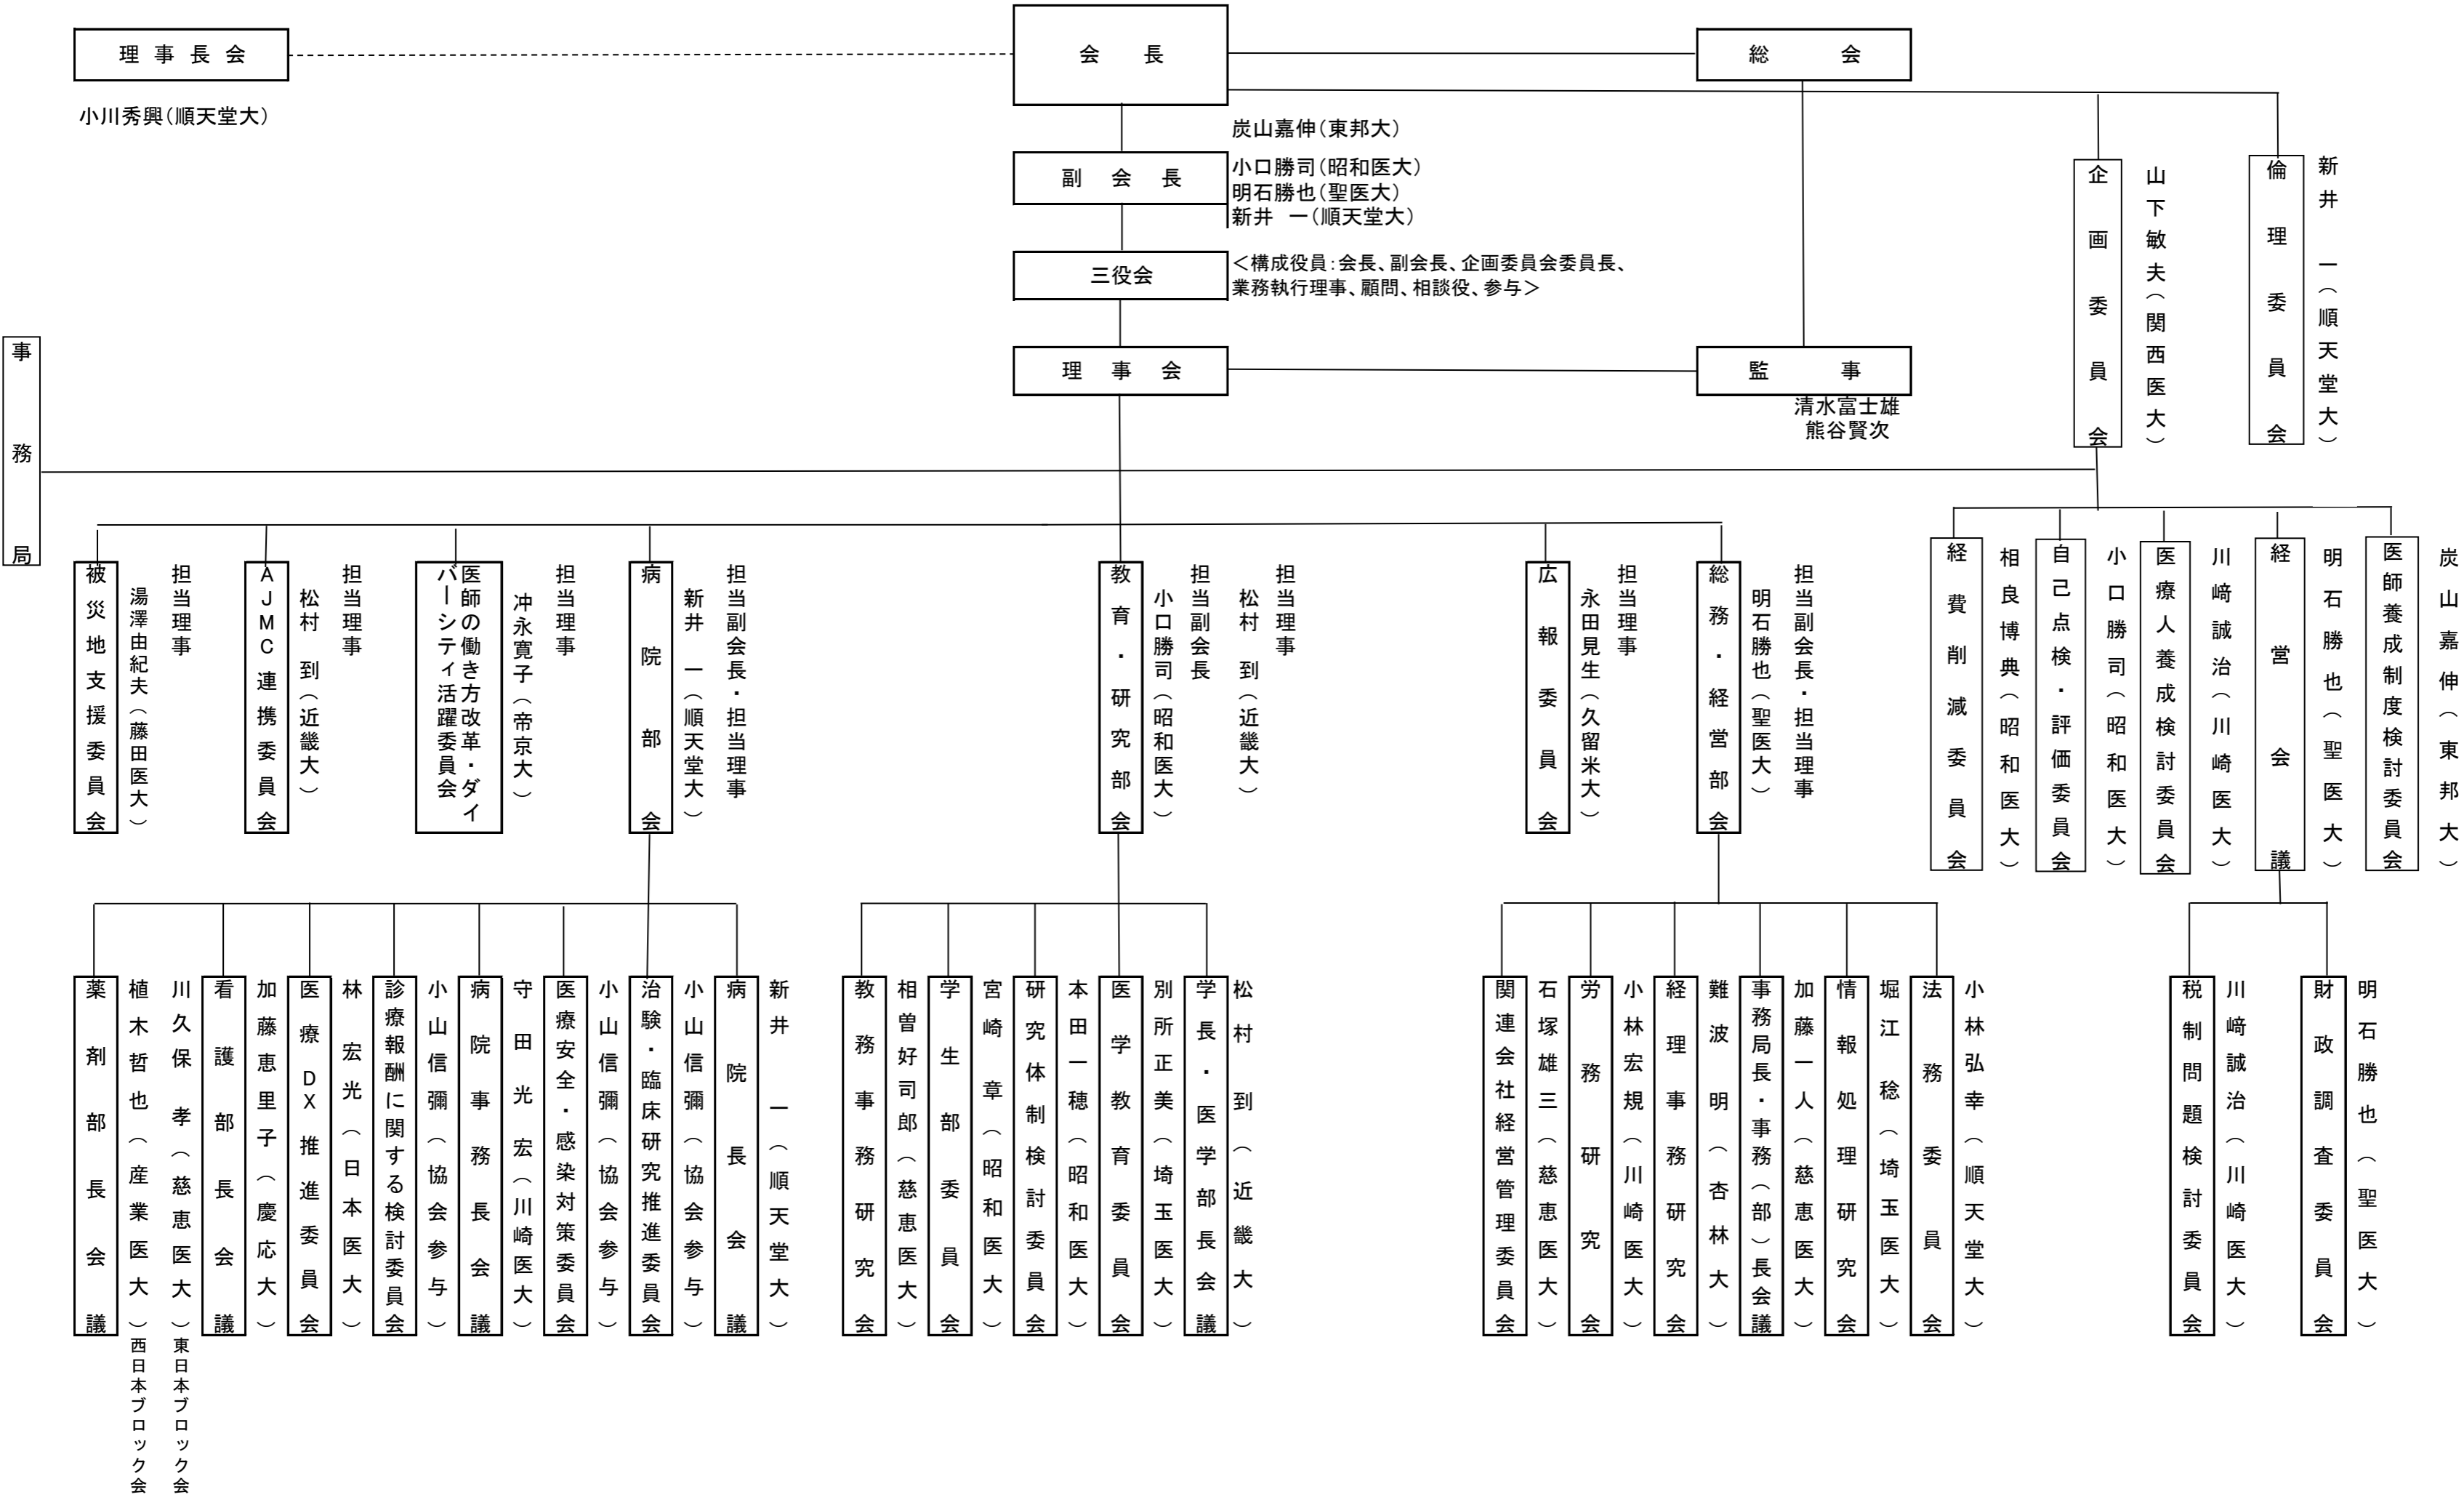 理事長会
小川秀興（順天堂大）
会長
総会
炭山嘉伸（東邦大）
副会長
小口勝司（昭和医大）
明石勝也（聖医大）
新井　一（順天堂大）
三役会
＜構成役員：会長、副会長、企画委員会委員長、
業務執行理事、顧問、相談役、参与＞
理事会
監事
清水富士雄
熊谷賢次
企画委員会
山下敏夫（関西医大）
倫理委員会
新井　一（順天堂大）
事務局
被災地支援委員会
湯澤由紀夫（藤田医大）
担当理事
AJMC連携委員会
松村　到（近畿大）
担当理事
医師の働き方改革・ダイ
バーシティ活躍委員会
冲永寛子（帝京大）
担当理事
病院部会
新井　一（順天堂大）
担当副会長・担当理事
教育・研究部会
小口勝司（昭和医大）
担当副会長
松村　到（近畿大）
担当理事
広報委員会
永田見生（久留米大）
担当理事
総務・経営部会
明石勝也（聖医大）
担当副会長・担当理事
経費削減委員会
相良博典（昭和医大）
自己点検・評価委員会
小口勝司（昭和医大）
医療人養成検討委員会
川﨑誠治（川崎医大）
経営会議
明石勝也（聖医大）
医師養成制度検討委員会
炭山嘉伸（東邦大）
薬剤部長会議
植木哲也（産業医大）西日本ブロック会
川久保　孝（慈恵医大）東日本ブロック会
看護部長会議
加藤恵里子（慶応大）
医療DX推進委員会
林　宏光（日本医大）
診療報酬に関する検討委員会
小山信彌（協会参与）
病院事務長会議
守田光宏（川崎医大）
医療安全・感染対策委員会
小山信彌（協会参与）
治験・臨床研究推進委員会
小山信彌（協会参与）
病院長会議
新井　一（順天堂大）
教務事務研究会
相曽好司郎（慈恵医大）
学生部委員会
宮崎　章（昭和医大）
研究体制検討委員会
本田一穂（昭和医大）
医学教育委員会
別所正美（埼玉医大）
学長・医学部長会議
松村　到（近畿大）
関連会社経営管理委員会
石塚雄三（慈恵医大）
労務研究会
小林宏規（川崎医大）
経理事務研究会
難波　明（杏林大）
事務局長・事務（部）長会議
加藤一人（慈恵医大）
情報処理研究会
堀江　稔（埼玉医大）
法務委員会
小林弘幸（順天堂大）
税制問題検討委員会
川﨑誠治（川崎医大）
財政調査委員会
明石勝也（聖医大）